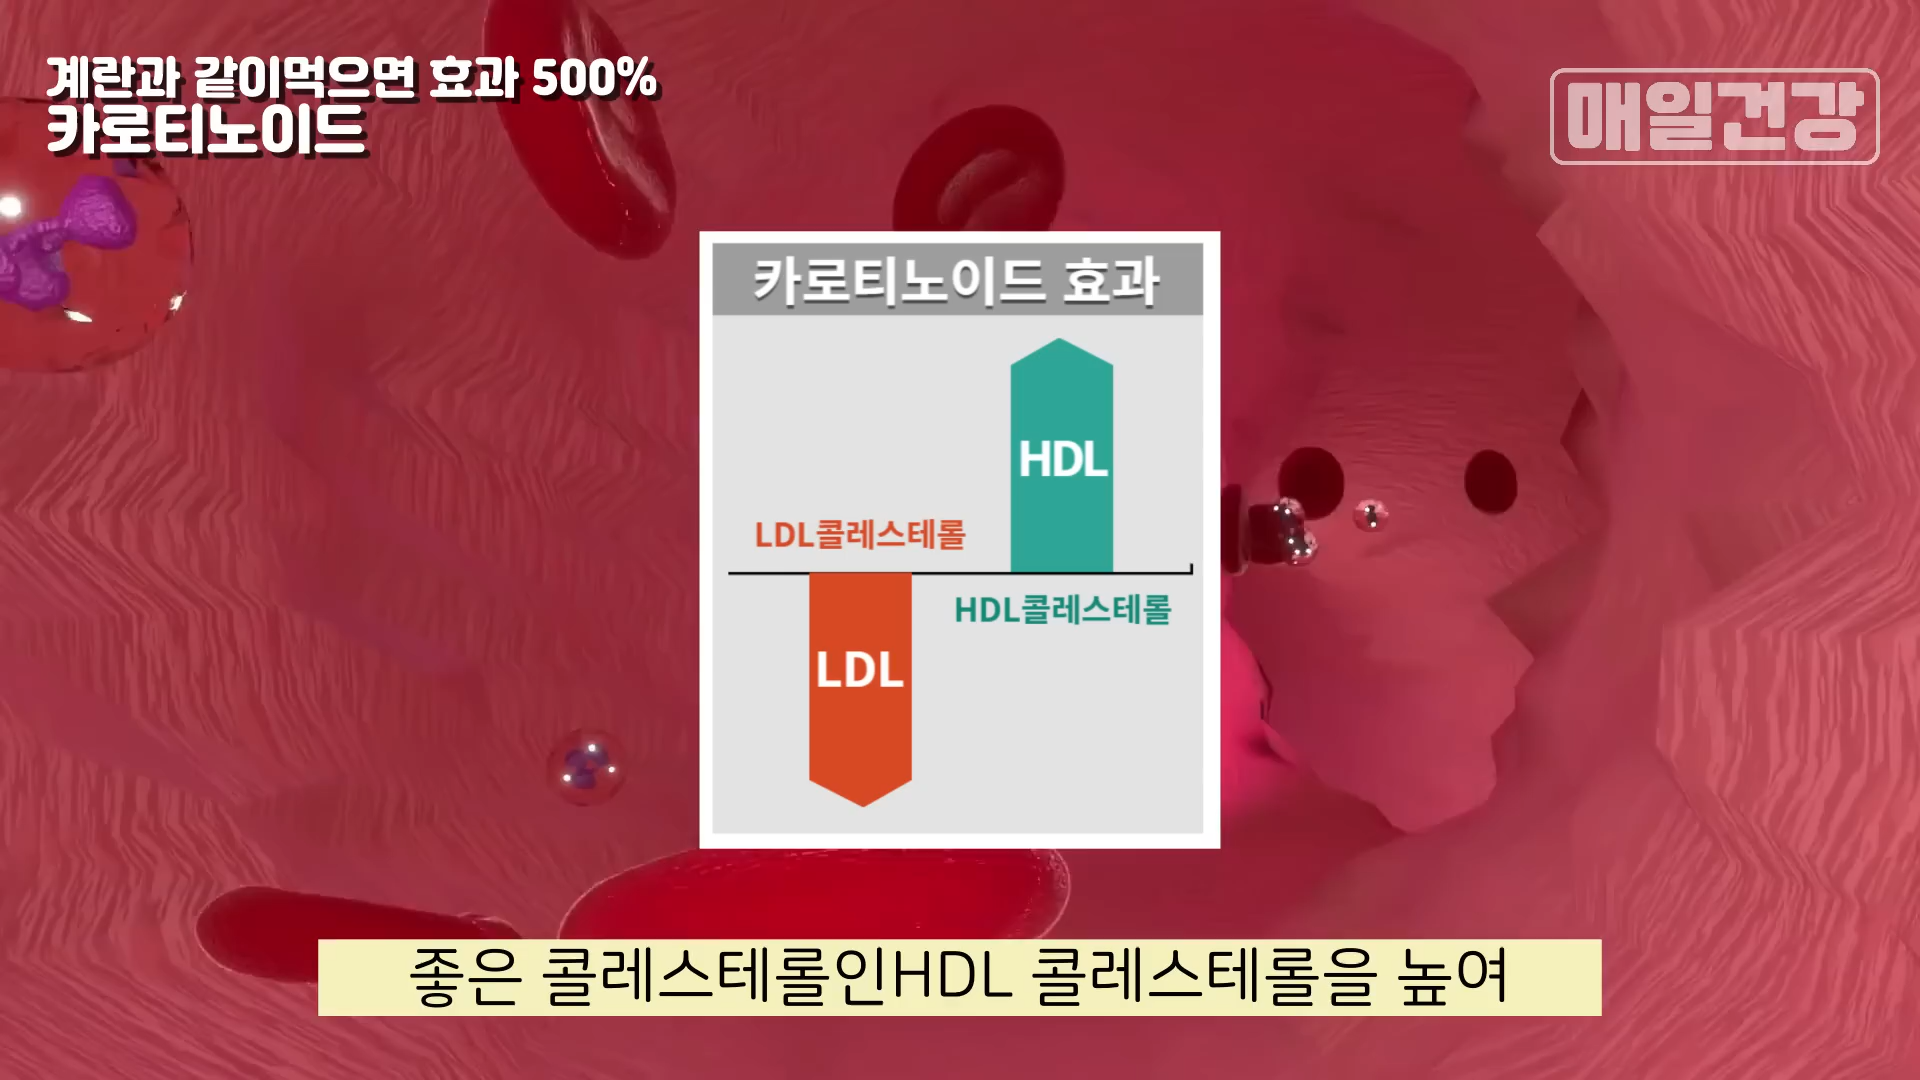 계란과 같이먹으면 효과 500%
카로티노이드
매일건강
카로티노이드 효과
HDL
LDL콜레스테롤
HDL콜레스테롤
LDL
좋은 콜레스테롤인HDL 콜레스테롤을 높여